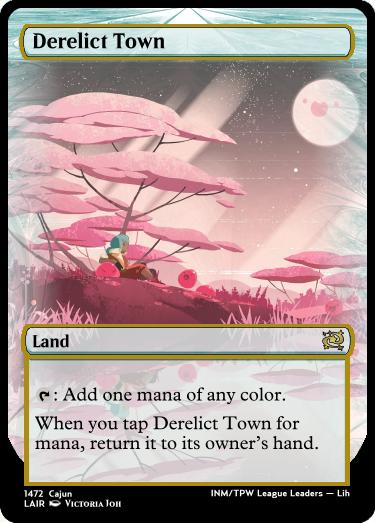 Derelict Town
Land
: Add one mana of any color.
When you tap Derelict Town for
mana, return it to its owner's hand.
1472 Cajun
INM/TPW League Leaders — Lih
LAIR Victoria Joh